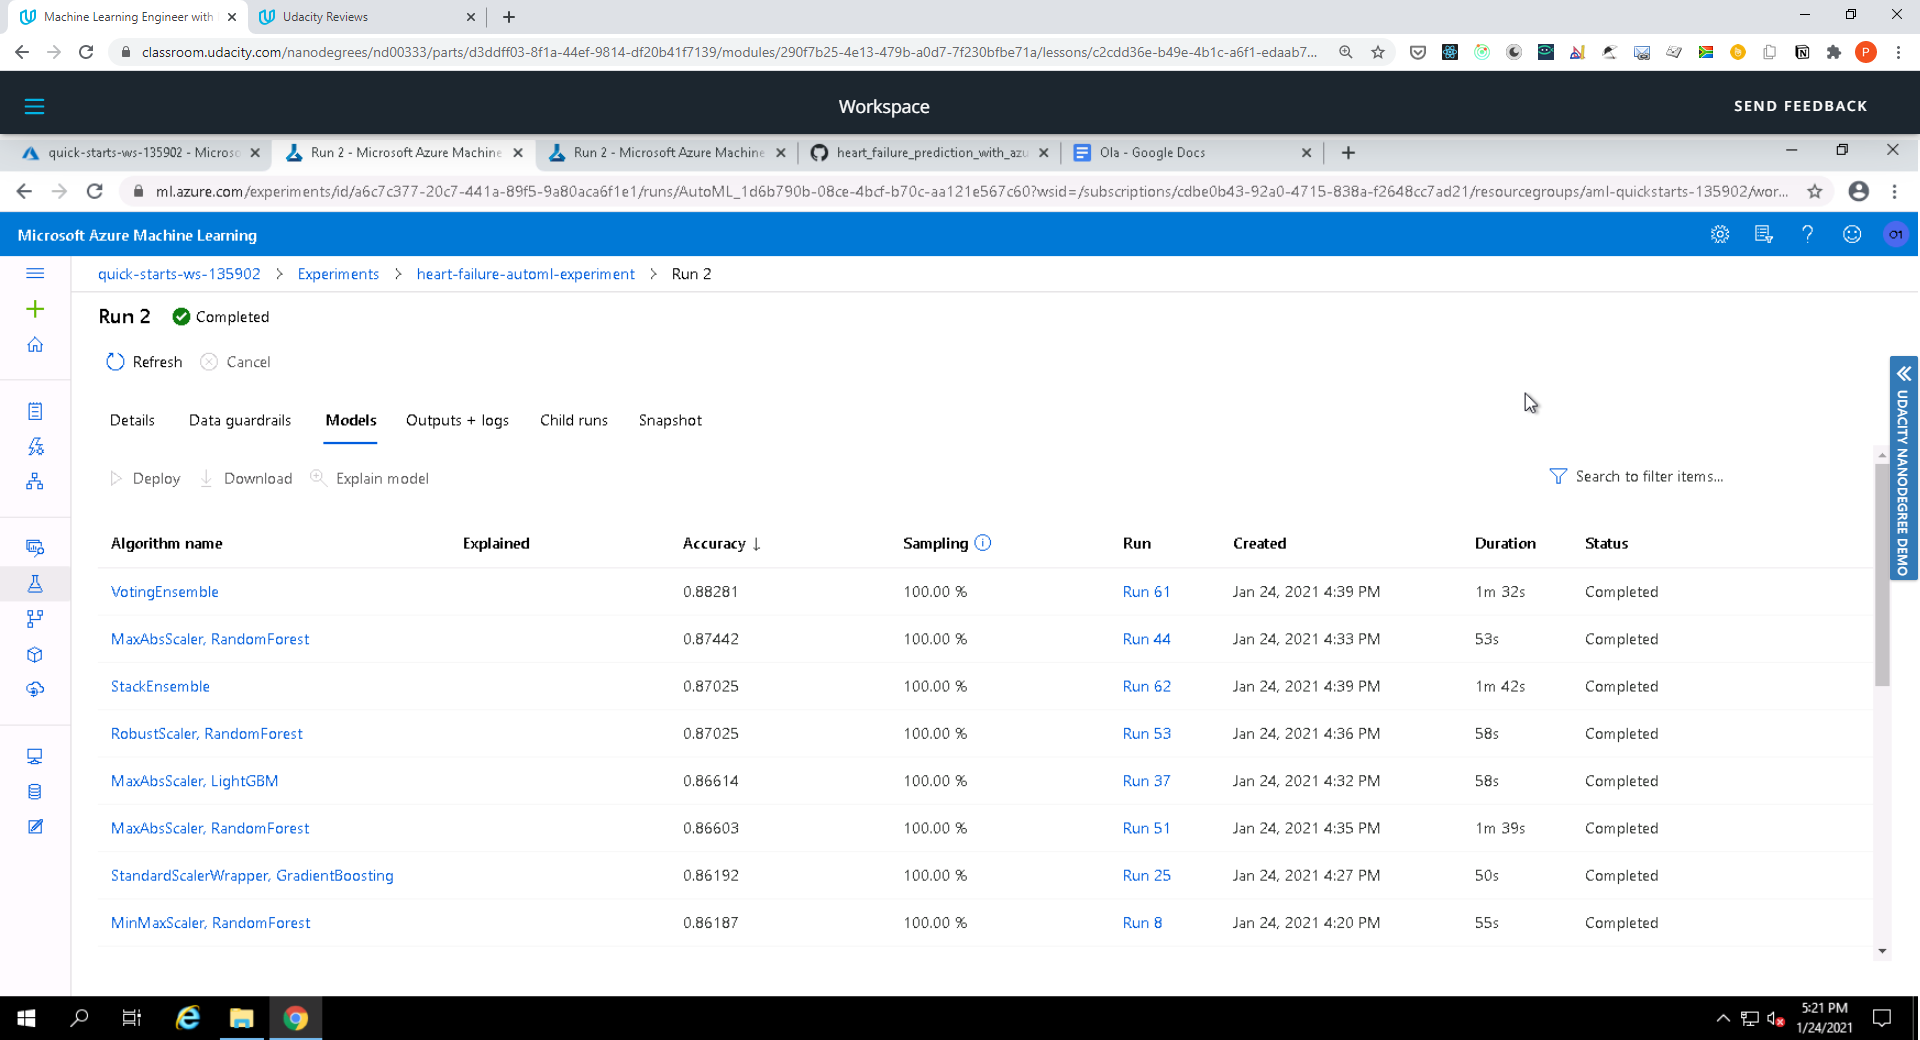 Machine Learning Engineer with
Udacity Reviews
classroom.udacity.com/nanodegrees/nd00333/parts/d3ddff03-8f1a-44ef-9814-df20b41f7139/modules/290f7b25-4e13-479b-a0d7-7f230bfbe71a/lessons/c2cdd36e-b49e-4b1c-a6f1-edaab7...
P
Workspace
SEND FEEDBACK
quick-starts-ws-135902 - Microso
Run 2 - Microsoft Azure Machine
Run 2 - Microsoft Azure Machine
heart_failure_prediction_with_azu
Ola - Google Docs
ml.azure.com/experiments/id/a6c7c377-20c7-441a-89f5-9a80aca6f1e1/runs/AutoML_1d6b790b-08ce-4bcf-b70c-aa121e567c60?wsid=/subscriptions/cdbe0b43-92a0-4715-838a-f2648cc7ad21/resourcegroups/aml-quickstarts-135902/wor...
Microsoft Azure Machine Learning
O1
quick-starts-ws-135902 > Experiments > heart-failure-automl-experiment > Run 2
Run 2 Completed
Refresh Cancel
Details Data guardrails Models Outputs + logs Child runs Snapshot
Deploy Download Explain model Search to filter items...
Algorithm name Explained Accuracy ↓ Sampling Run Created Duration Status
VotingEnsemble 0.88281 100.00 % Run 61 Jan 24, 2021 4:39 PM 1m 32s Completed
MaxAbsScaler, RandomForest 0.87442 100.00 % Run 44 Jan 24, 2021 4:33 PM 53s Completed
StackEnsemble 0.87025 100.00 % Run 62 Jan 24, 2021 4:39 PM 1m 42s Completed
RobustScaler, RandomForest 0.87025 100.00 % Run 53 Jan 24, 2021 4:36 PM 58s Completed
MaxAbsScaler, LightGBM 0.86614 100.00 % Run 37 Jan 24, 2021 4:32 PM 58s Completed
MaxAbsScaler, RandomForest 0.86603 100.00 % Run 51 Jan 24, 2021 4:35 PM 1m 39s Completed
StandardScalerWrapper, GradientBoosting 0.86192 100.00 % Run 25 Jan 24, 2021 4:27 PM 50s Completed
MinMaxScaler, RandomForest 0.86187 100.00 % Run 8 Jan 24, 2021 4:20 PM 55s Completed
UDACITY NANODEGREE DEMO
5:21 PM
1/24/2021